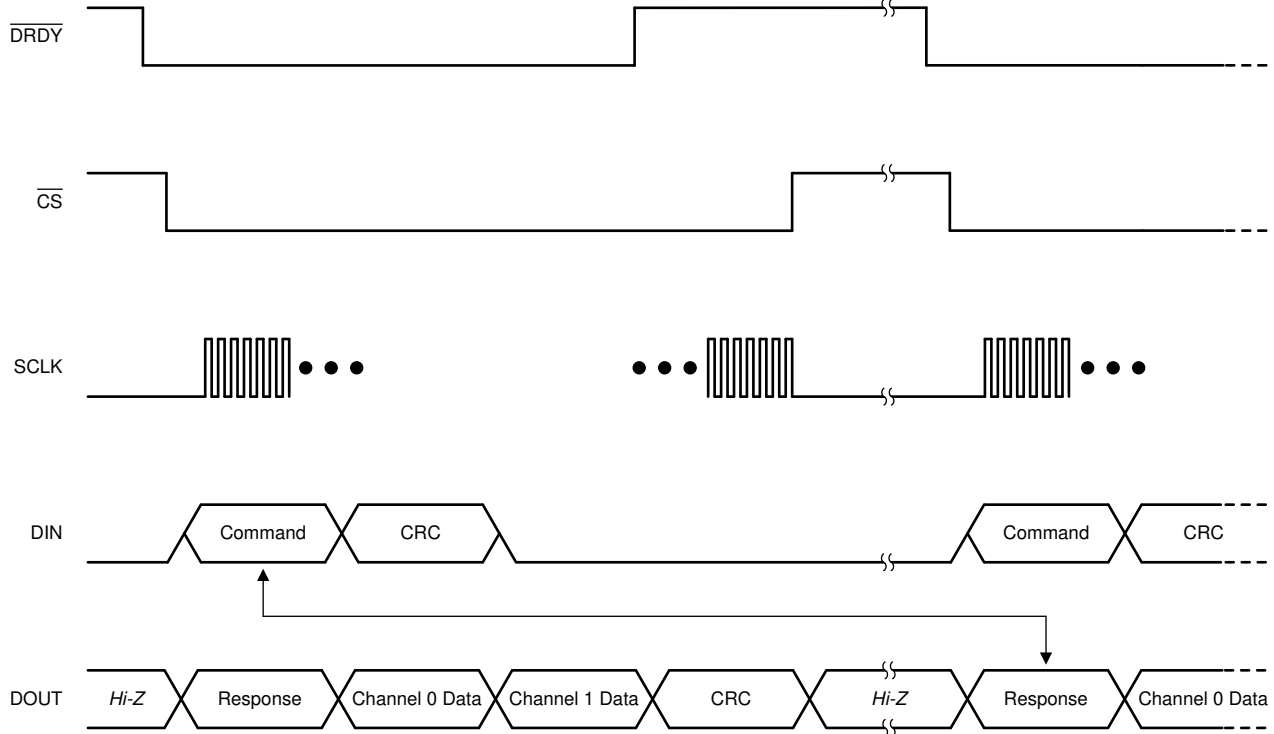 DRDY
CS
SCLK
DIN
Command
CRC
Command
CRC
DOUT
Hi-Z
Response
Channel 0 Data
Channel 1 Data
CRC
Hi-Z
Response
Channel 0 Data